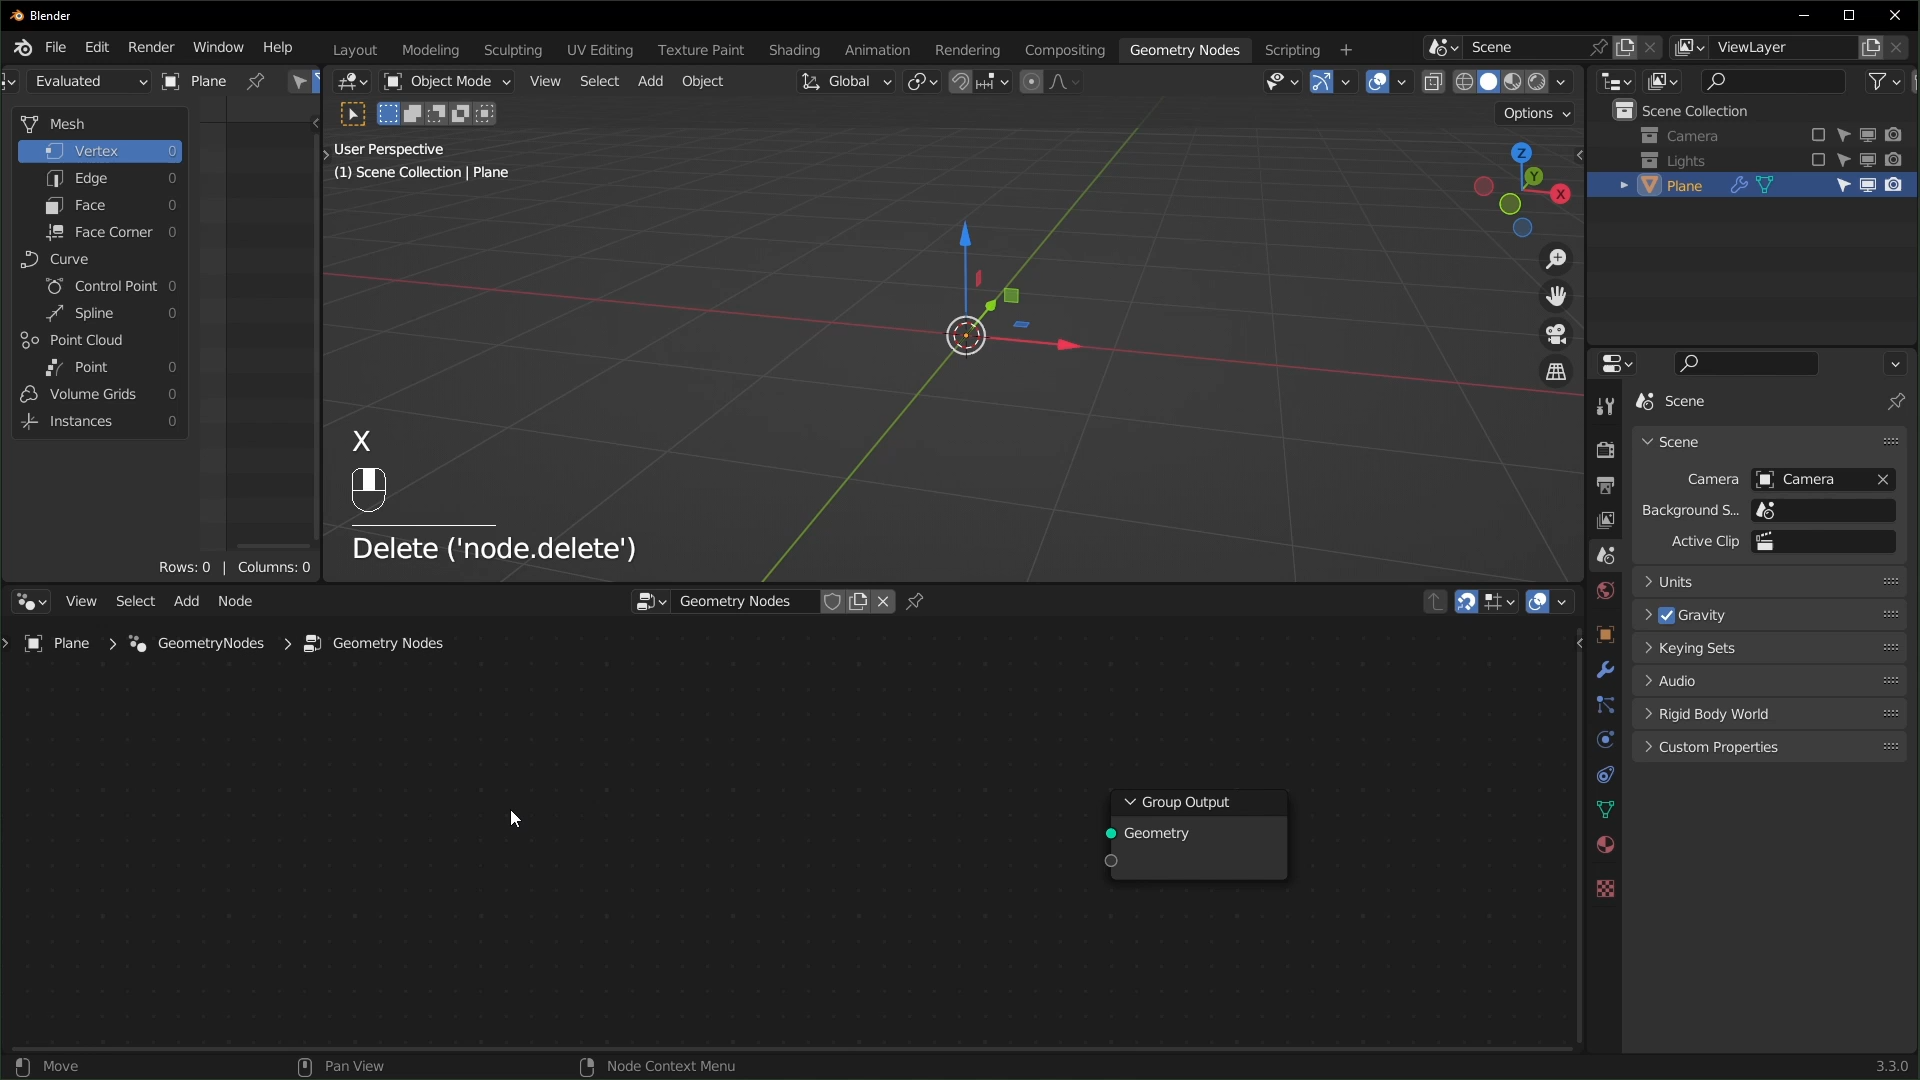 Blender
File Edit Render Window Help
Layout Modeling Sculpting UV Editing Texture Paint Shading Animation Rendering Compositing Geometry Nodes Scripting +
Scene
ViewLayer
Evaluated Plane
Object Mode View Select Add Object
Global
Options
Mesh
Vertex 0
Edge 0
Face 0
Face Corner 0
Curve
Control Point 0
Spline 0
Point Cloud
Point 0
Volume Grids 0
Instances 0
Rows: 0 | Columns: 0
User Perspective
(1) Scene Collection | Plane
Z
Y
X
X
Delete ('node.delete')
Scene Collection
Camera
Lights
Plane
Scene
Scene
Camera Camera
Background S...
Active Clip
Units
Gravity
Keying Sets
Audio
Rigid Body World
Custom Properties
View Select Add Node
Geometry Nodes
Plane > GeometryNodes > Geometry Nodes
Group Output
Geometry
Move
Pan View
Node Context Menu
3.3.0